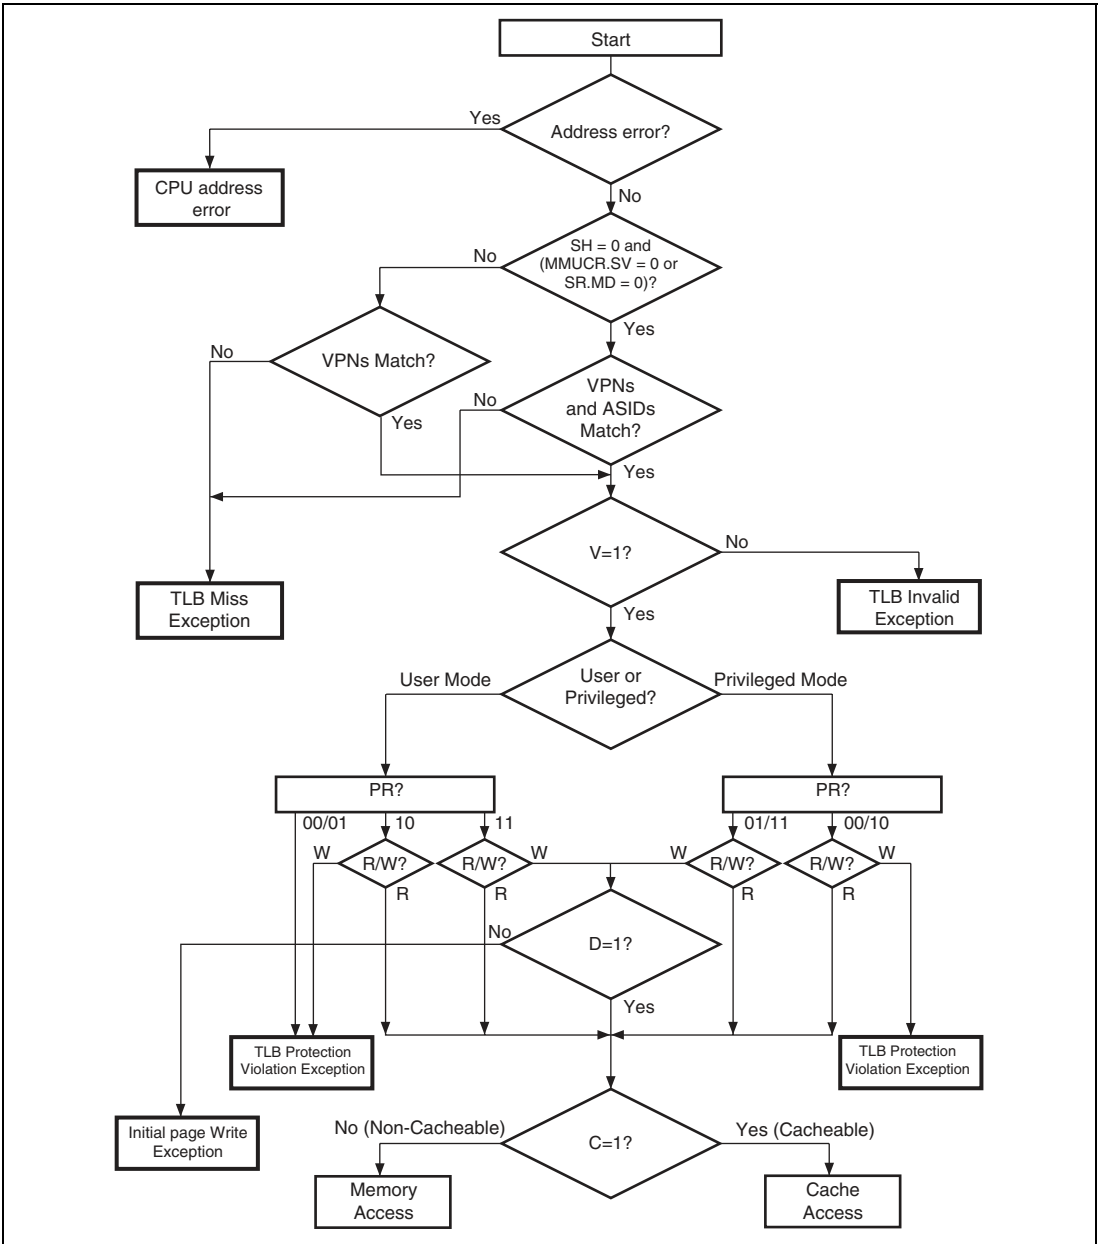 Start
Yes
Address error?
CPU address
error
No
SH = 0 and
(MMUCR.SV = 0 or
SR.MD = 0)?
No
Yes
No
VPNs Match?
Yes
No
VPNs
and ASIDs
Match?
Yes
V=1?
No
TLB Miss
Exception
TLB Invalid
Exception
Yes
User Mode
User or
Privileged?
Privileged Mode
PR?
PR?
00/01
10
11
01/11
00/10
W
R/W?
R/W?
W
W
R/W?
R/W?
W
R
R
R
R
No
D=1?
Yes
TLB Protection
Violation Exception
TLB Protection
Violation Exception
Initial page Write
Exception
No (Non-Cacheable)
C=1?
Yes (Cacheable)
Memory
Access
Cache
Access